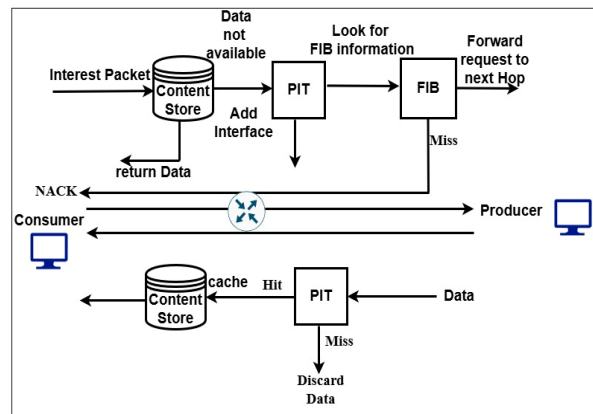 Data
not
available
Look for
FIB information
Forward
request to
next Hop
Interest Packet
Content
Store
PIT
FIB
Add
Interface
Miss
return Data
NACK
Consumer
Producer
cache
Content
Store
Hit
PIT
Data
Miss
Discard
Data